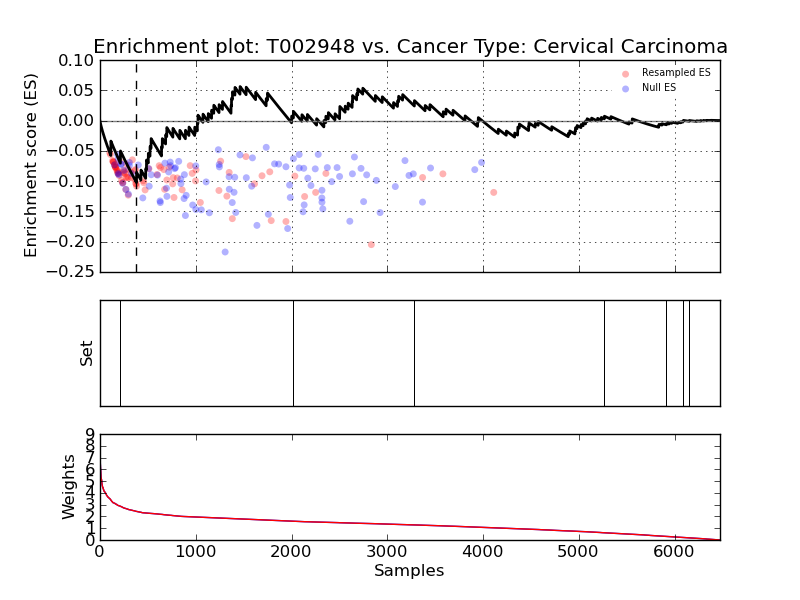 Enrichment plot: T002948 vs. Cancer Type: Cervical Carcinoma
0.10
0.05
0.00
−0.05
−0.10
−0.15
−0.20
−0.25
Enrichment score (ES)
Resampled ES
Null ES
Set
9
8
7
6
5
4
3
2
1
0
Weights
0 1000 2000 3000 4000 5000 6000
Samples